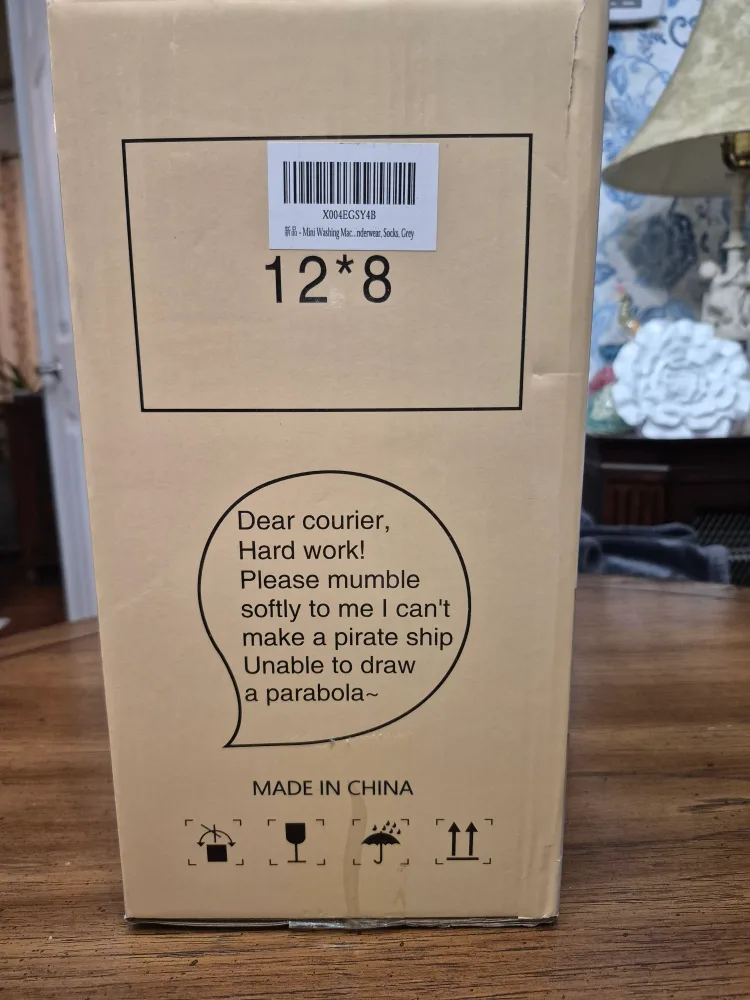 X004EGSY4B
新品 - Mini Washing Mac...nderwear, Socks, Grey
12*8
Dear courier,
Hard work!
Please mumble
softly to me I can't
make a pirate ship
Unable to draw
a parabola~
MADE IN CHINA